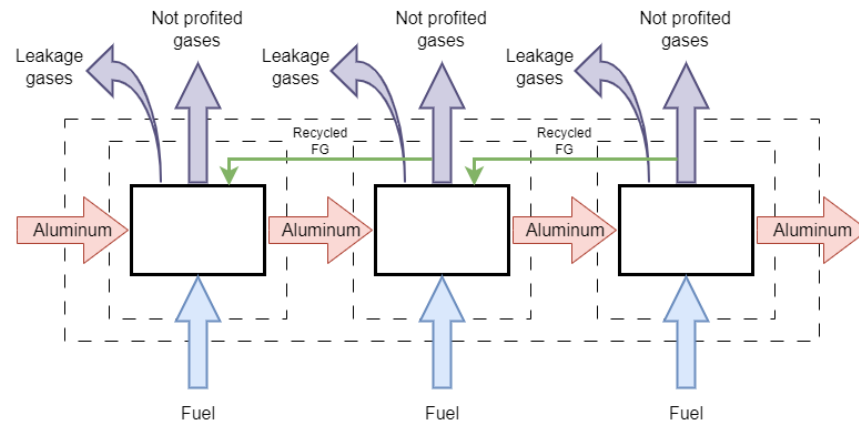 Not profited
gases
Not profited
gases
Not profited
gases
Leakage
gases
Leakage
gases
Leakage
gases
Recycled
FG
Recycled
FG
Aluminum
Aluminum
Aluminum
Aluminum
Fuel
Fuel
Fuel